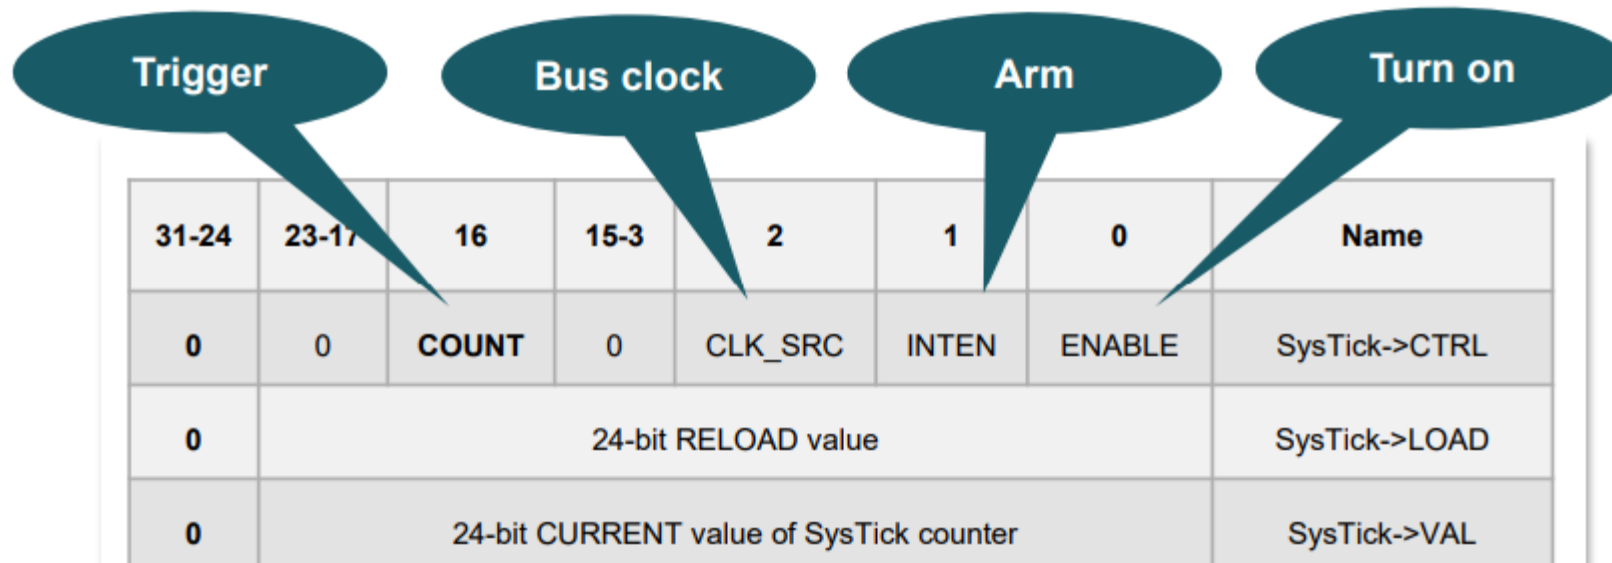 Trigger
Bus clock
Arm
Turn on
31-24 23-17 16 15-3 2 1 0 Name
0 0 COUNT 0 CLK_SRC INTEN ENABLE SysTick->CTRL
0 24-bit RELOAD value SysTick->LOAD
0 24-bit CURRENT value of SysTick counter SysTick->VAL